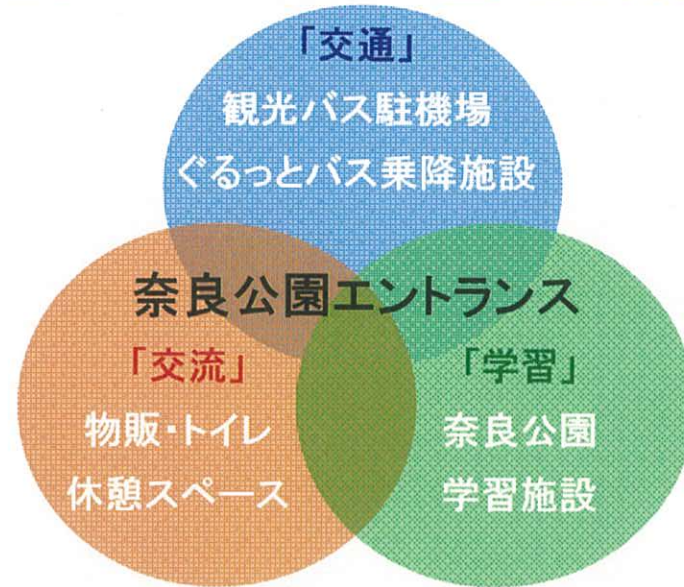 「交通」
観光バス駐機場
ぐるっとバス乗降施設
奈良公園エントランス
「交流」
物販・トイレ
休憩スペース
「学習」
奈良公園
学習施設